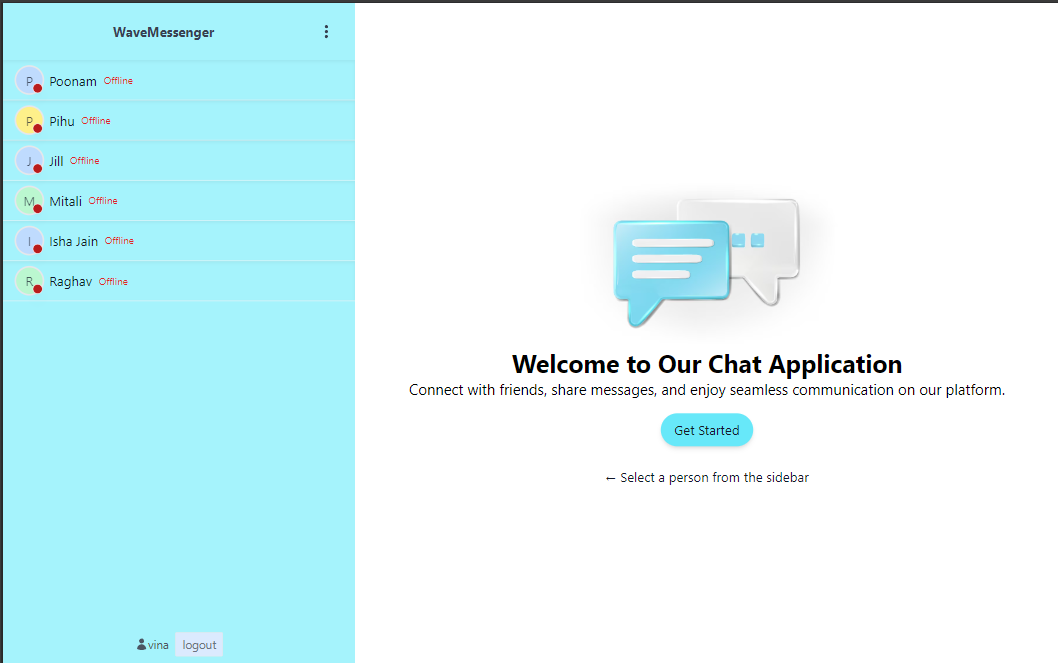 WaveMessenger
P Poonam Offline
P Pihu Offline
J Jill Offline
M Mitali Offline
I Isha Jain Offline
R Raghav Offline
vina logout
Welcome to Our Chat Application
Connect with friends, share messages, and enjoy seamless communication on our platform.
Get Started
← Select a person from the sidebar